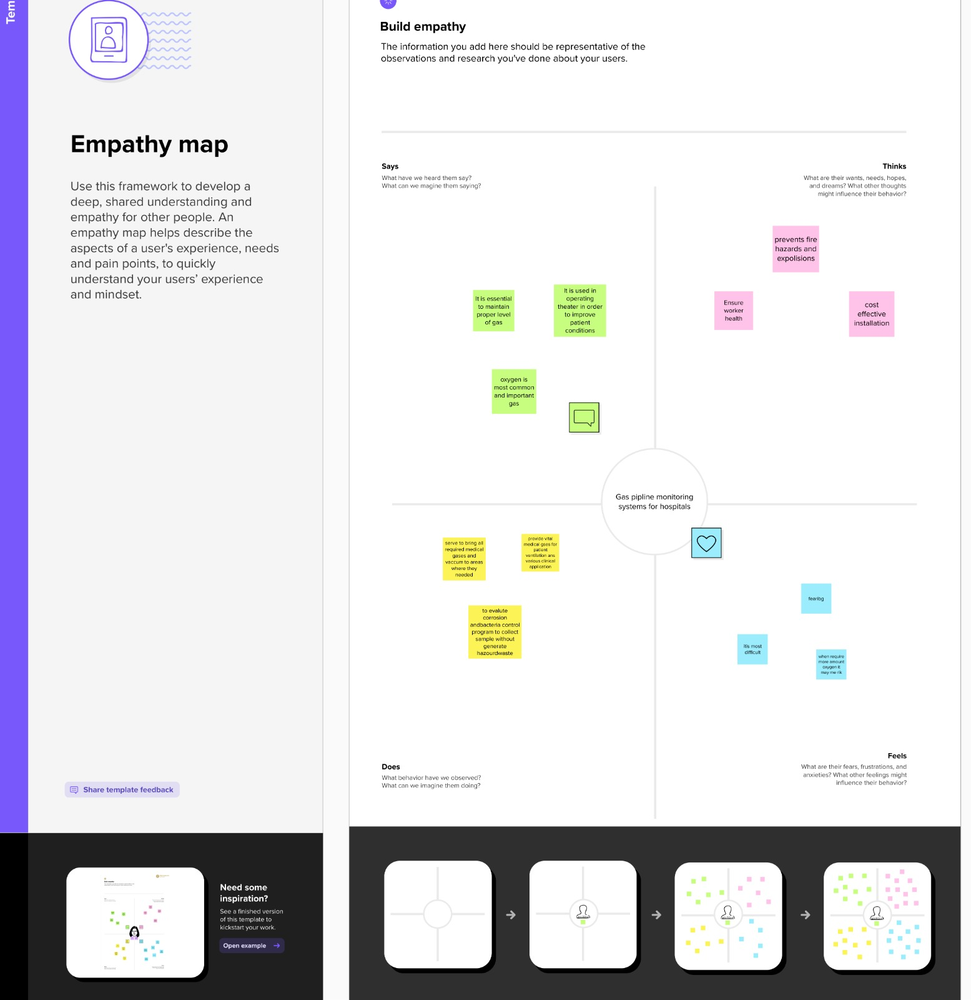 Tem
Empathy map
Use this framework to develop a
deep, shared understanding and
empathy for other people. An
empathy map helps describe the
aspects of a user's experience, needs
and pain points, to quickly
understand your users’ experience
and mindset.
Share template feedback
Need some
inspiration?
See a finished version
of this template to
kickstart your work.
Open example
Build empathy
The information you add here should be representative of the
observations and research you've done about your users.
Says
What have we heard them say?
What can we magine them saying?
Thinks
What are their wants, needs, hopes,
and dreams? What other thoughts
might influence their behavior?
It is essential
to maintain
proper level
of gas
It is used in
operating
theater in order
to improve
patient
conditions
oxygen is
most common
and important
gas
prevents fire
hazards and
expolisions
Ensure
worker
health
cost
effective
installation
Gas pipline monitoring
systems for hospitals
serve to bring all
required medical
gases and
vaccum to areas
where they
needed
provide vital
medical gses for
patient
ventilation ans
various clinical
application
to evalute
corrosion
andbacteria control
program to collect
sample without
generate
hazourdwaste
fearibg
itis most
difficult
when require
more amount
oxygen it
may me rik
Does
What behavior have we observed?
What can we imagine them doing?
Feels
What are their fears, frustrations, and
anxieties? What other feelings might
influence their behavior?